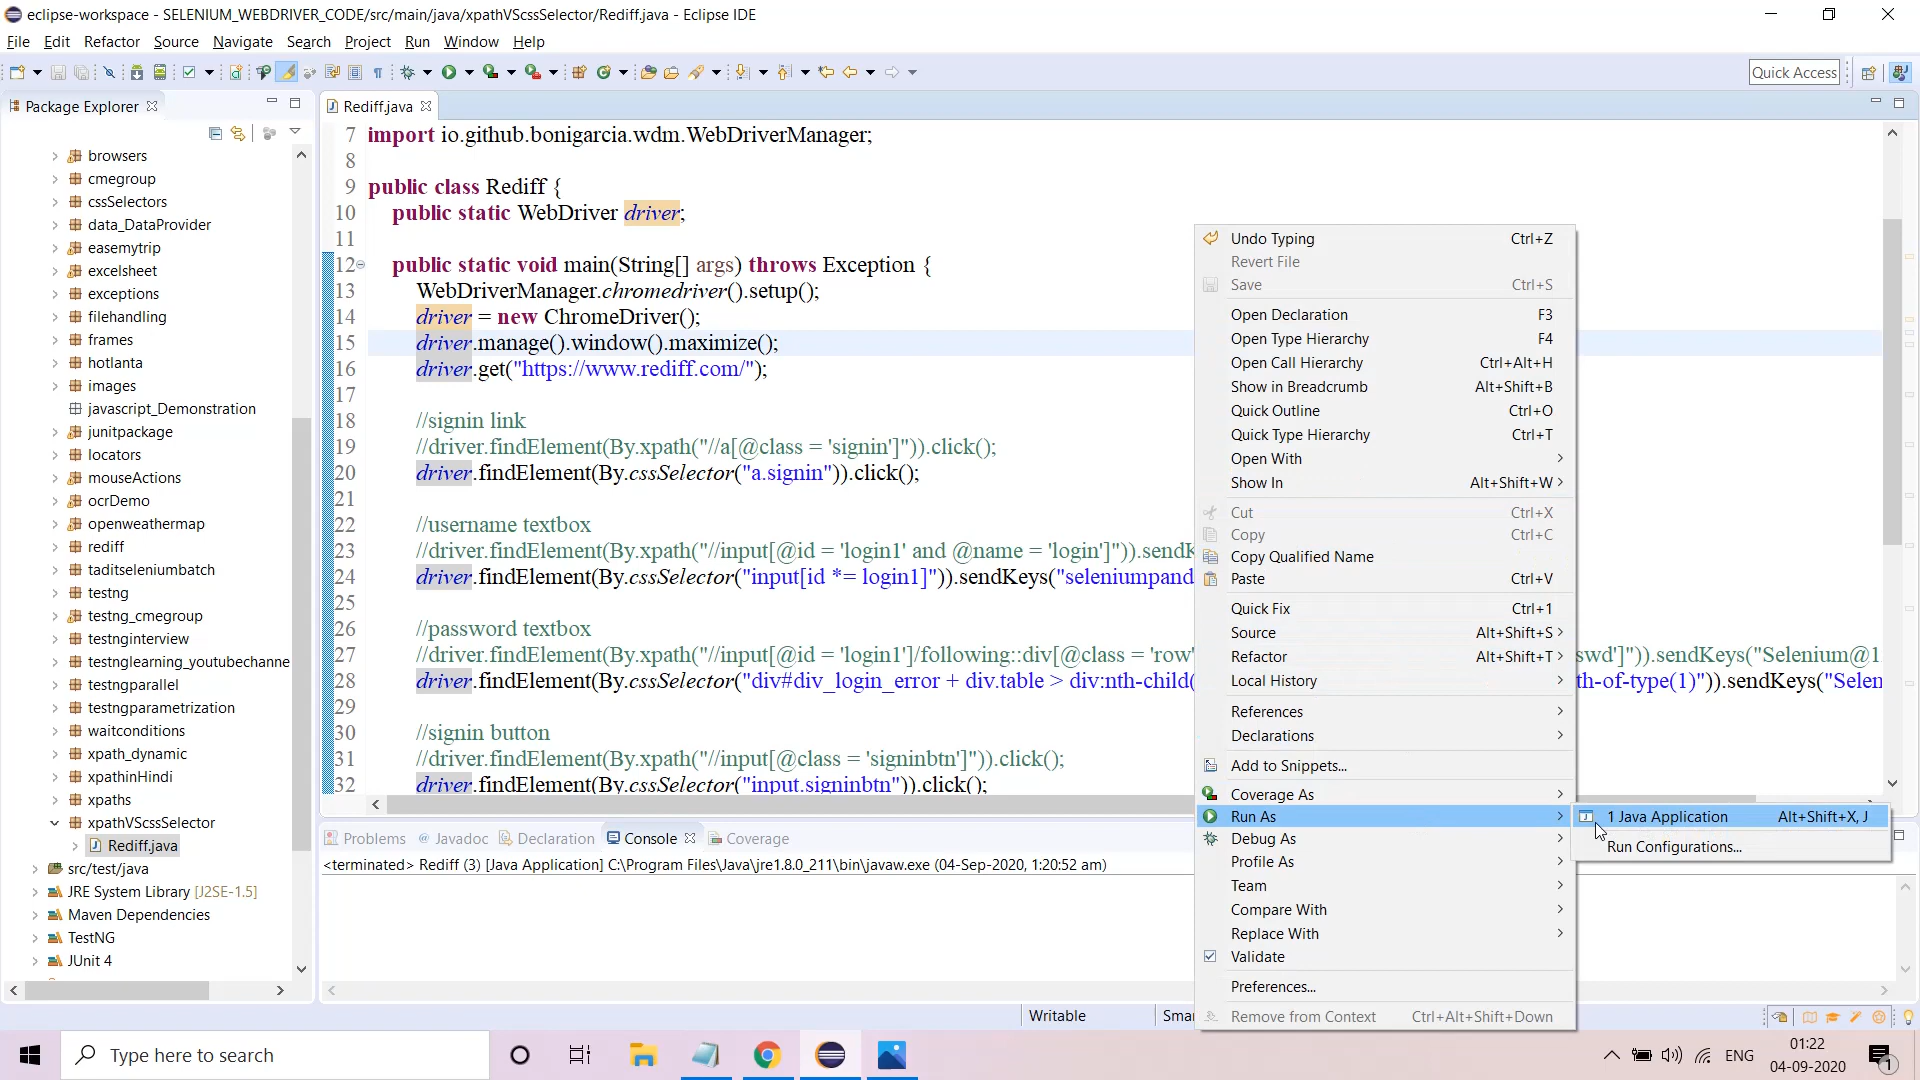 eclipse-workspace - SELENIUM_WEBDRIVER_CODE/src/main/java/xpathVScssSelector/Rediff.java - Eclipse IDE
File Edit Refactor Source Navigate Search Project Run Window Help
Quick Access
Package Explorer
browsers
cmegroup
cssSelectors
data_DataProvider
easemytrip
excelsheet
exceptions
filehandling
frames
hotlanta
images
javascript_Demonstration
junitpackage
locators
mouseActions
ocrDemo
openweathermap
rediff
taditseleniumbatch
testng
testng_cmegroup
testnginterview
testnglearning_youtubechanne
testngparallel
testngparametrization
waitconditions
xpath_dynamic
xpathinHindi
xpaths
xpathVScssSelector
Rediff.java
src/test/java
JRE System Library [J2SE-1.5]
Maven Dependencies
TestNG
JUnit 4
Rediff.java
7 import io.github.bonigarcia.wdm.WebDriverManager;
8
9 public class Rediff {
10 public static WebDriver driver;
11
12 public static void main(String[] args) throws Exception {
13 WebDriverManager.chromedriver().setup();
14 driver = new ChromeDriver();
15 driver.manage().window().maximize();
16 driver.get("https://www.rediff.com/");
17
18 //signin link
19 //driver.findElement(By.xpath("//a[@class = 'signin']")).click();
20 driver.findElement(By.cssSelector("a.signin")).click();
21
22 //username textbox
23 //driver.findElement(By.xpath("//input[@id = 'login1' and @name = 'login']")).sendK
24 driver.findElement(By.cssSelector("input[id *= login1]")).sendKeys("seleniumpand
25
26 //password textbox
27 //driver.findElement(By.xpath("//input[@id = 'login1']/following::div[@class = 'row' swd']")).sendKeys("Selenium@1
28 driver.findElement(By.cssSelector("div#div_login_error + div.table > div:nth-child( th-of-type(1)")).sendKeys("Selen
29
30 //signin button
31 //driver.findElement(By.xpath("//input[@class = 'signinbtn']")).click();
32 driver.findElement(By.cssSelector("input.signinbtn")).click();
Undo Typing Ctrl+Z
Revert File
Save Ctrl+S
Open Declaration F3
Open Type Hierarchy F4
Open Call Hierarchy Ctrl+Alt+H
Show in Breadcrumb Alt+Shift+B
Quick Outline Ctrl+O
Quick Type Hierarchy Ctrl+T
Open With
Show In Alt+Shift+W
Cut Ctrl+X
Copy Ctrl+C
Copy Qualified Name
Paste Ctrl+V
Quick Fix Ctrl+1
Source Alt+Shift+S
Refactor Alt+Shift+T
Local History
References
Declarations
Add to Snippets...
Coverage As
Run As
Debug As
Profile As
Team
Compare With
Replace With
Validate
Preferences...
Remove from Context Ctrl+Alt+Shift+Down
1 Java Application Alt+Shift+X, J
Run Configurations...
Problems Javadoc Declaration Console Coverage
<terminated> Rediff (3) [Java Application] C:\Program Files\Java\jre1.8.0_211\bin\javaw.exe (04-Sep-2020, 1:20:52 am)
Writable Smar
Type here to search
ENG
01:22
04-09-2020
1